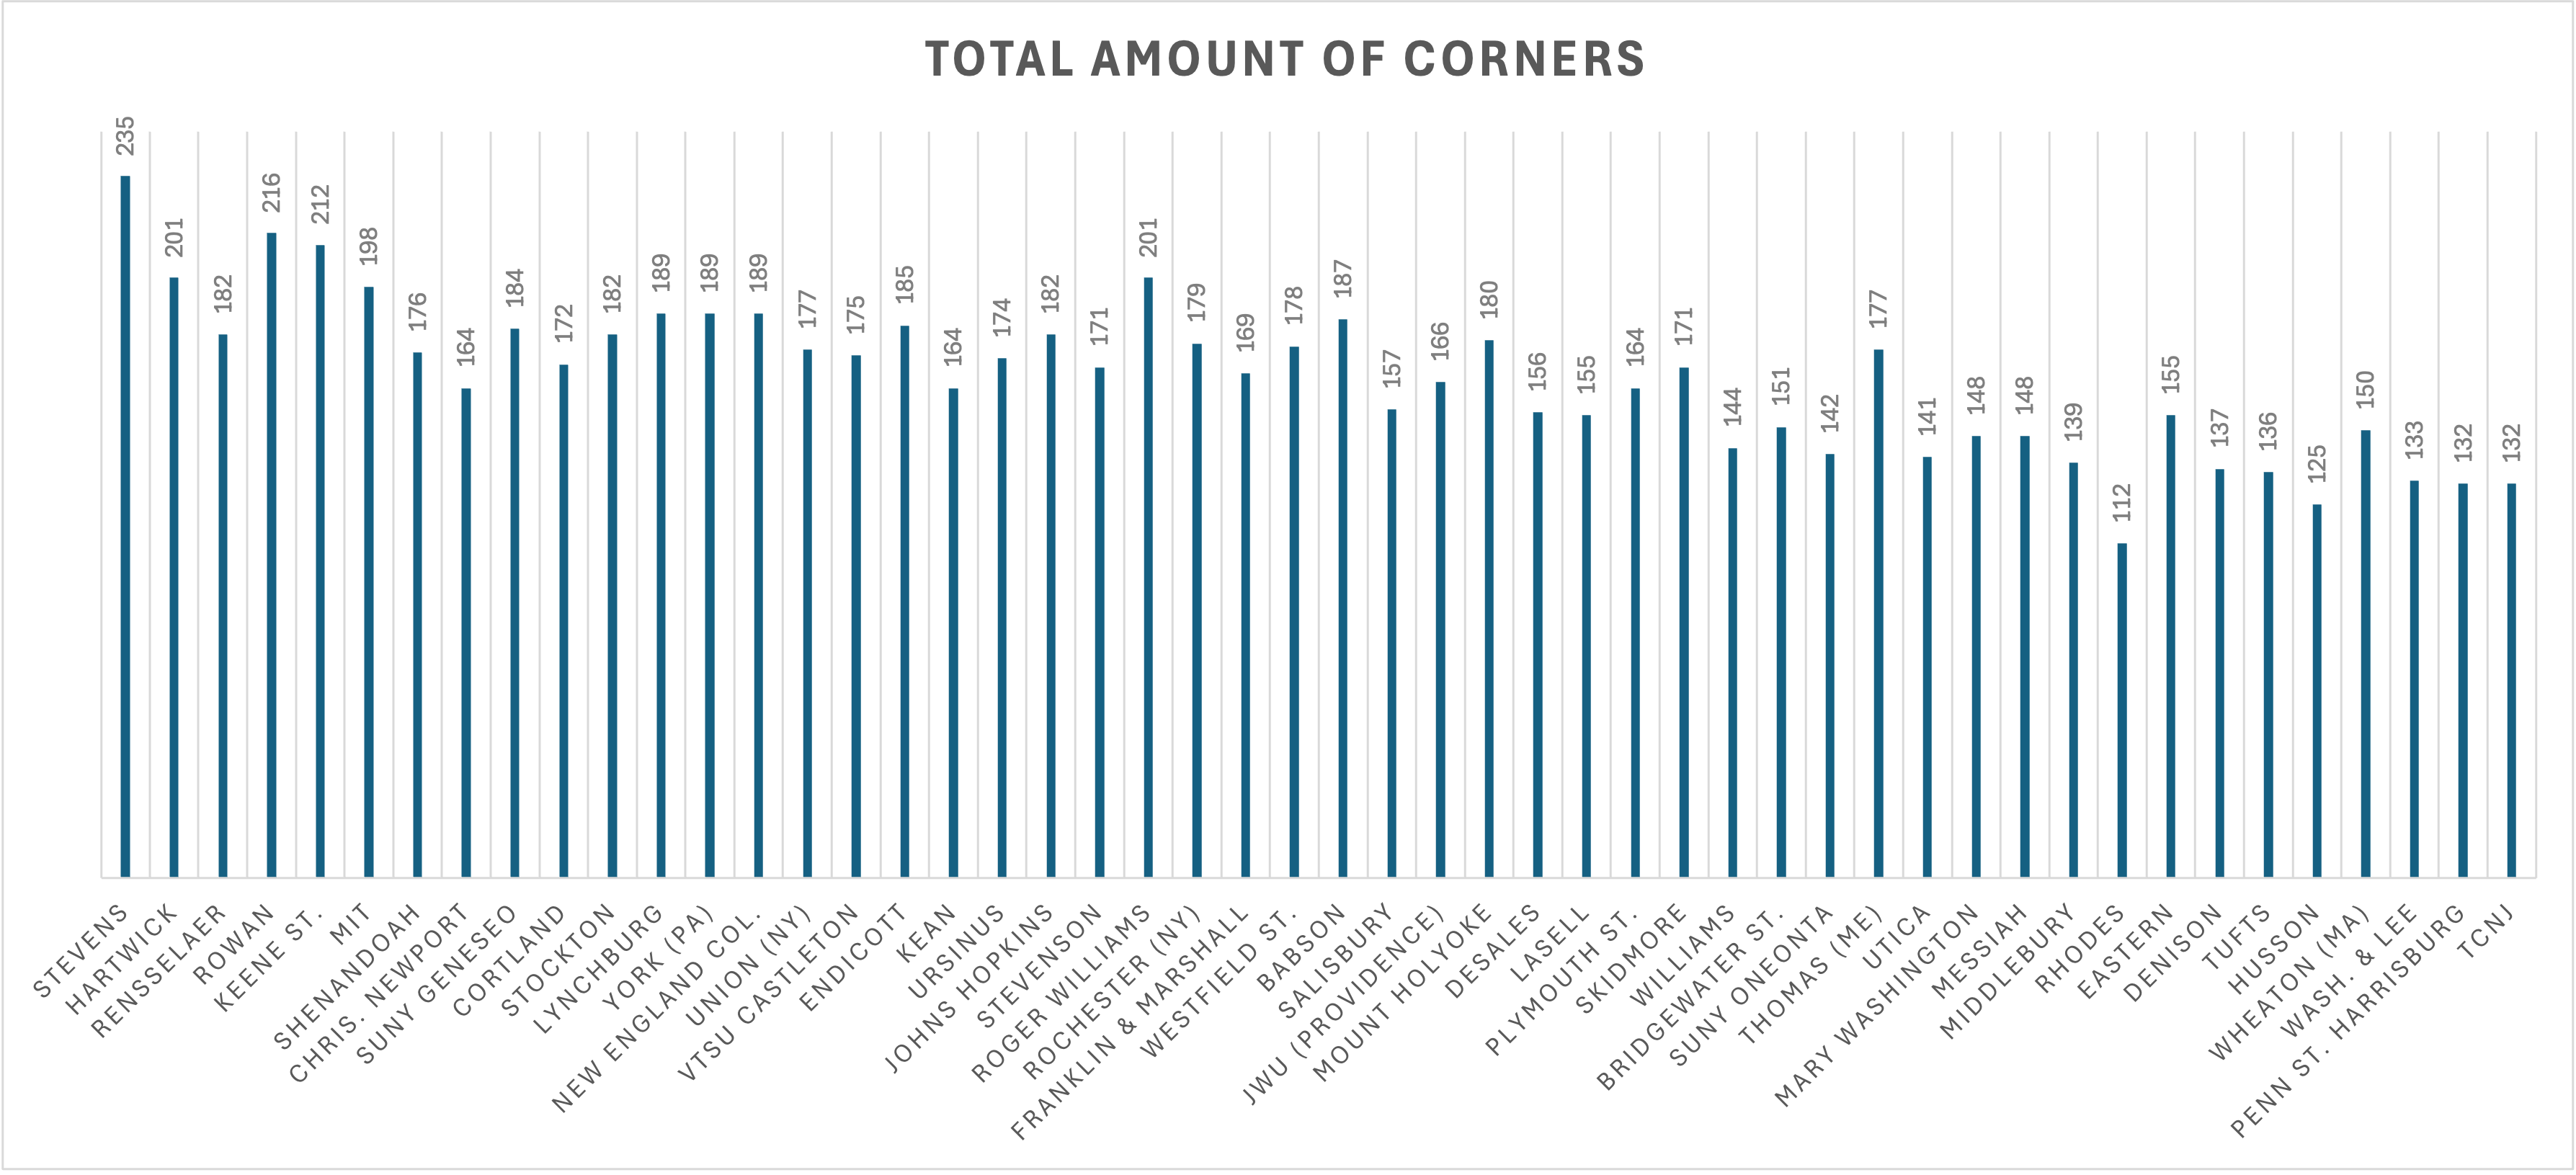 TOTAL AMOUNT OF CORNERS
235
201
182
216
212
198
176
164
184
172
182
189
189
189
177
175
185
164
174
182
171
201
179
169
178
187
157
166
180
156
155
164
171
144
151
142
177
141
148
148
139
112
155
137
136
125
150
133
132
132
STEVENS
HARTWICK
RENSSELAER
ROWAN
KEENE ST.
MIT
SHENANDOAH
CHRIS. NEWPORT
SUNY GENESEO
CORTLAND
STOCKTON
LYNCHBURG
YORK (PA)
NEW ENGLAND COL.
UNION (NY)
VTSU CASTLETON
ENDICOTT
KEAN
URSINUS
JOHNS HOPKINS
STEVENSON
ROGER WILLIAMS
ROCHESTER (NY)
FRANKLIN & MARSHALL
WESTFIELD ST.
BABSON
SALISBURY
JWU (PROVIDENCE)
MOUNT HOLYOKE
DESALES
LASELL
PLYMOUTH ST.
SKIDMORE
WILLIAMS
BRIDGEWATER ST.
SUNY ONEONTA
THOMAS (ME)
UTICA
MARY WASHINGTON
MESSIAH
MIDDLEBURY
RHODES
EASTERN
DENISON
TUFTS
HUSSON
WHEATON (MA)
WASH. & LEE
PENN ST. HARRISBURG
TCNJ